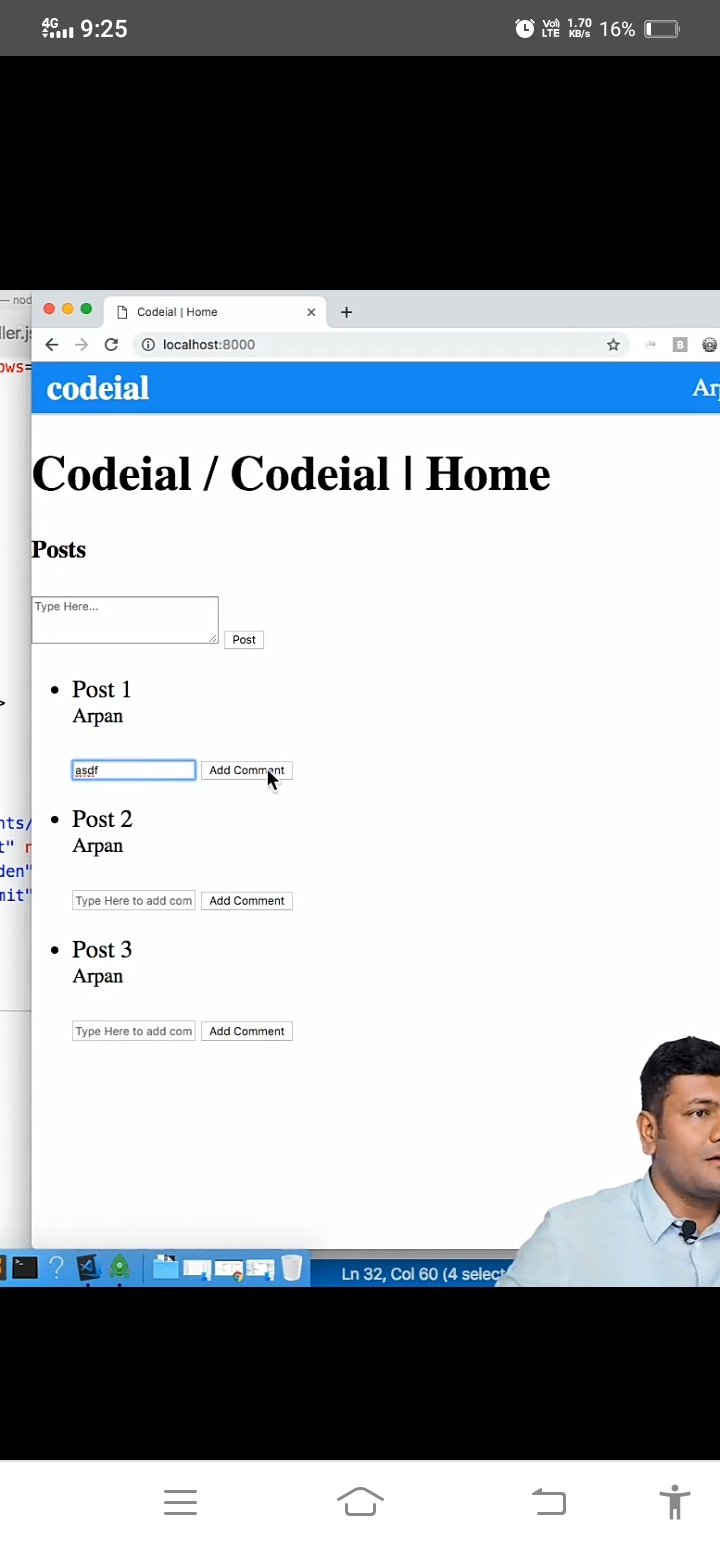 4G 9:25 Vo) LTE 1.70 KB/s 16%
— nod
Codeial | Home
ller.js
localhost:8000
B
ows=
codeial
Ar
Codeial / Codeial | Home
Posts
Type Here...
Post
Post 1
>
Arpan
asdf
Add Comment
Post 2
nts/
Arpan
t" r
den"
mit"
Type Here to add com
Add Comment
Post 3
Arpan
Type Here to add com
Add Comment
Ln 32, Col 60 (4 select